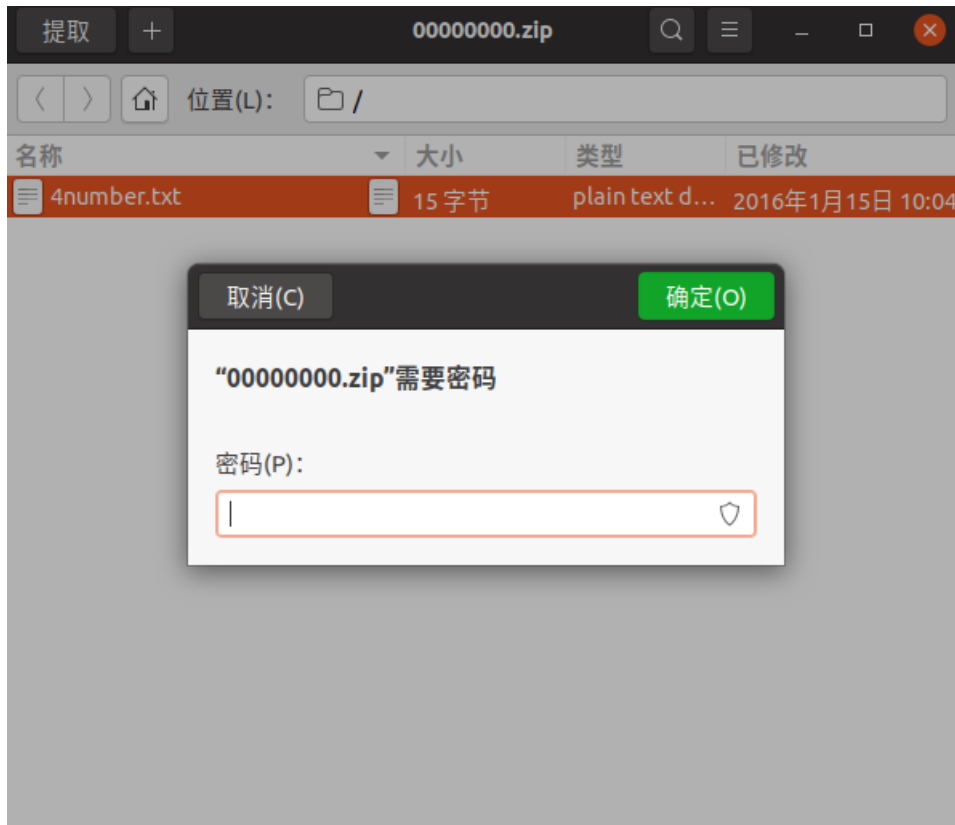 提取 + 00000000.zip
位置(L)： /
名称 大小 类型 已修改
4number.txt 15 字节 plain text d… 2016年1月15日 10:04
取消(C) 确定(O)
“00000000.zip”需要密码
密码(P)：